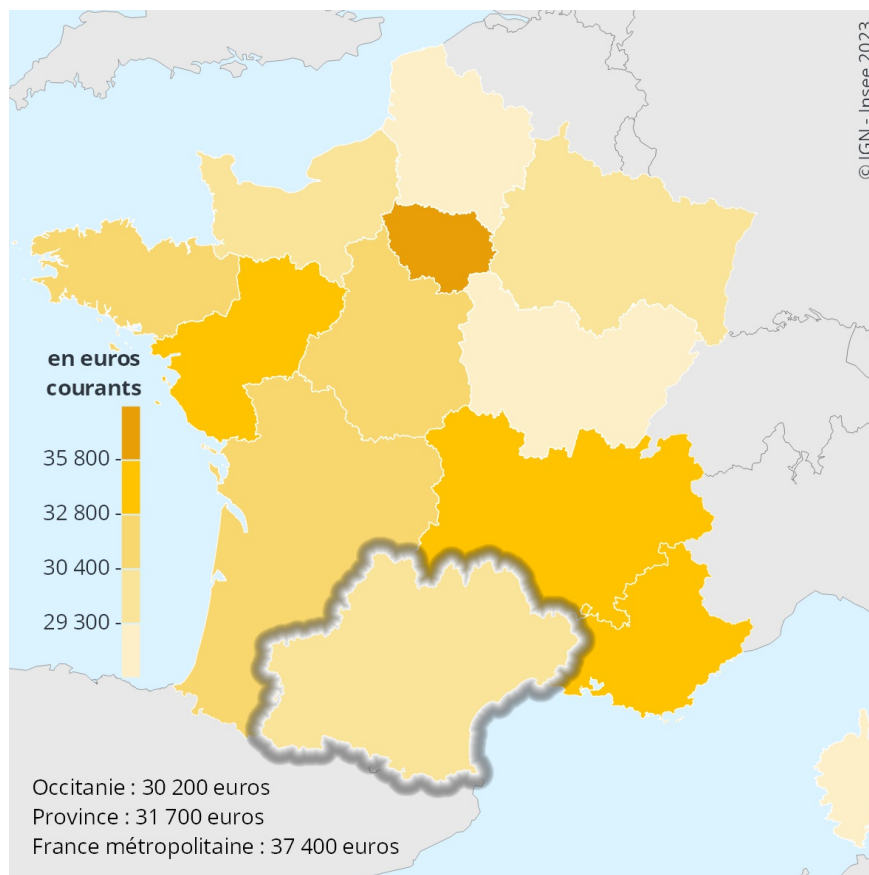 © IGN - Insee 2023
en euros
courants
35 800
32 800
30 400
29 300
Occitanie : 30 200 euros
Province : 31 700 euros
France métropolitaine : 37 400 euros